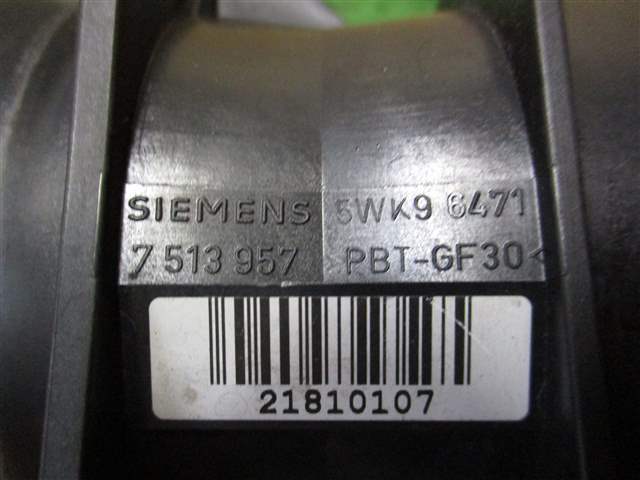 SIEMENS 5WK9 6471
7 513 957 >PBT-GF30<
21810107